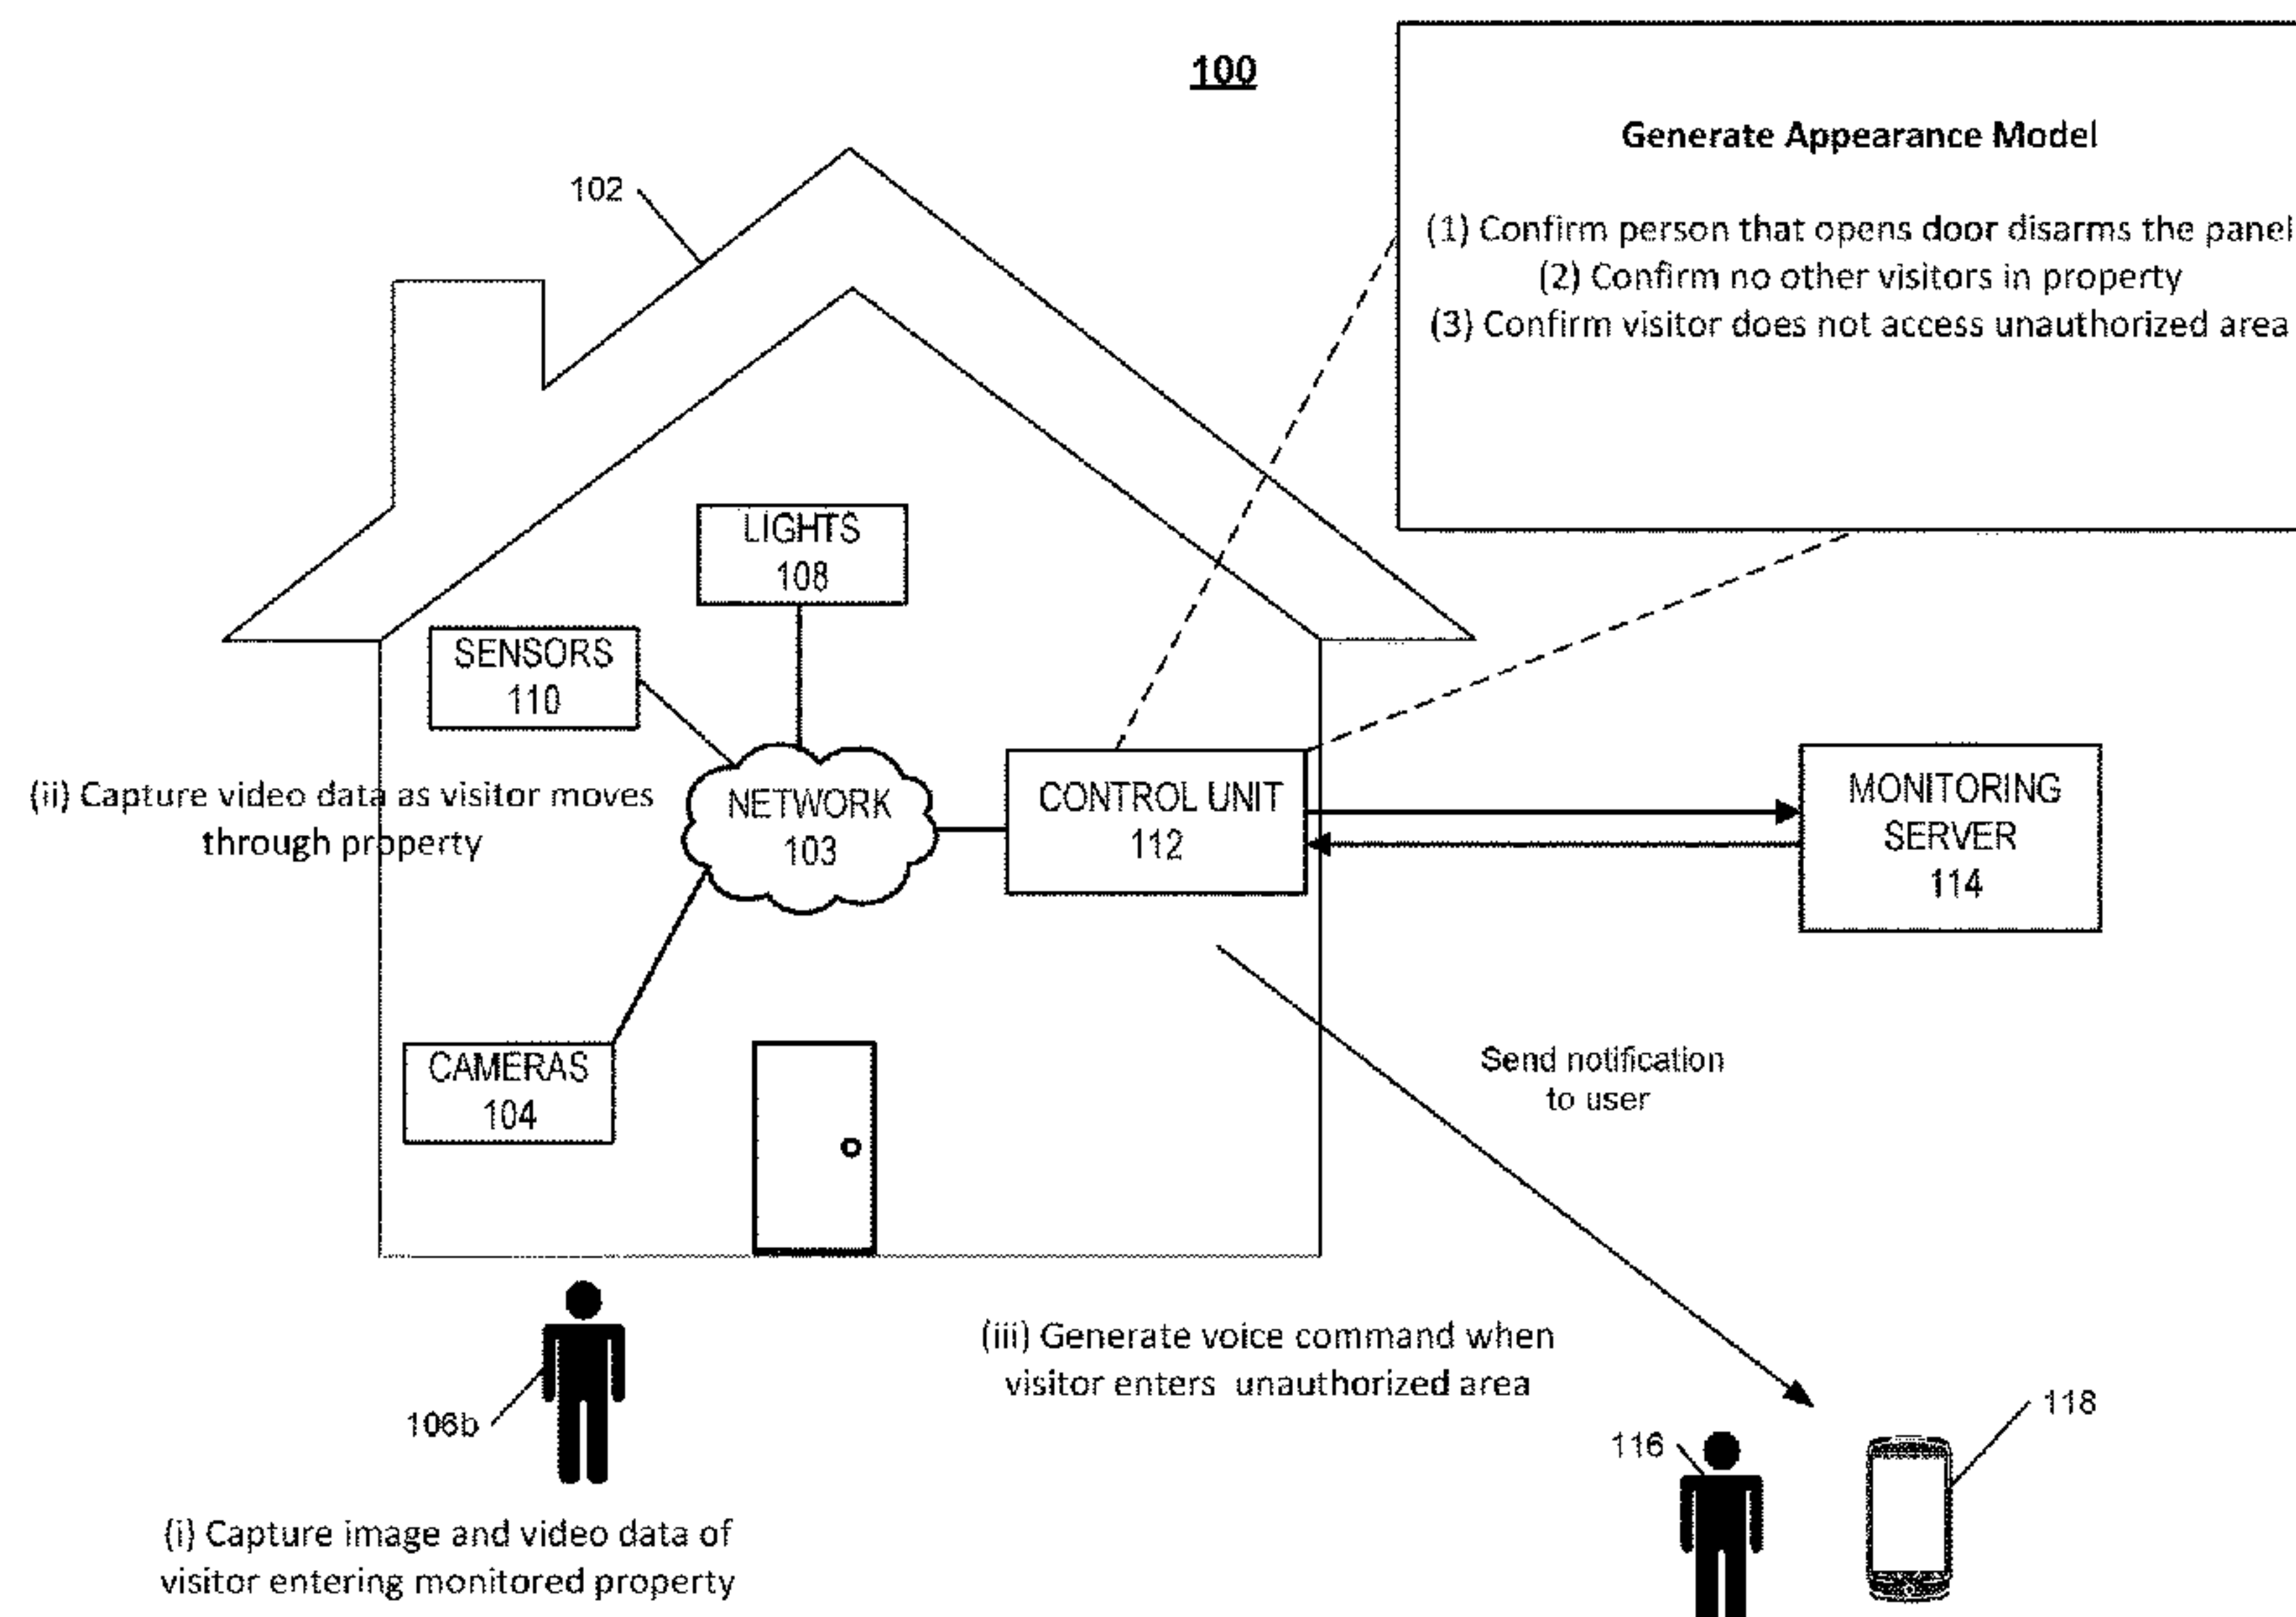 100
Generate Appearance Model
(1) Confirm person that opens door disarms the panel
(2) Confirm no other visitors in property
(3) Confirm visitor does not access unauthorized area
102
LIGHTS
108
SENSORS
110
(ii) Capture video data as visitor moves
through property
NETWORK
103
CONTROL UNIT
112
MONITORING
SERVER
114
CAMERAS
104
Send notification
to user
(iii) Generate voice command when
visitor enters unauthorized area
106b
116
118
(i) Capture image and video data of
visitor entering monitored property